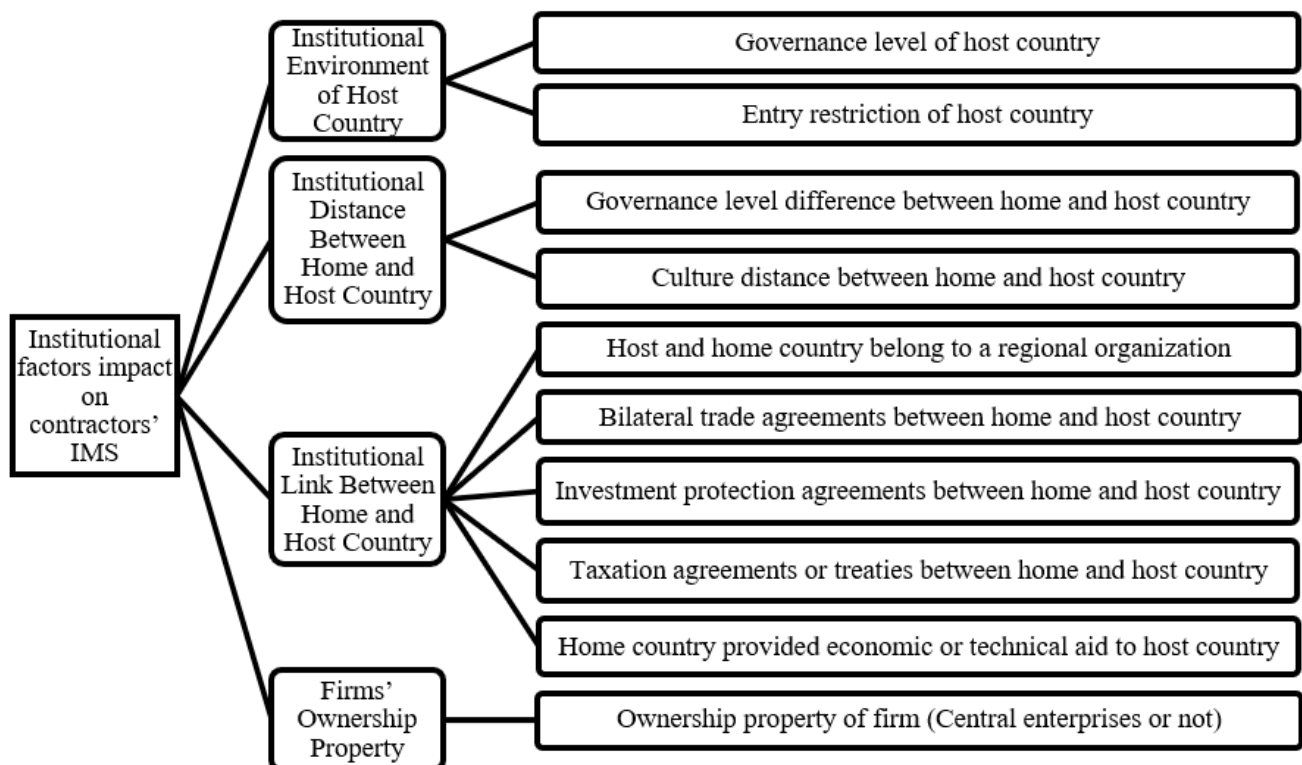 Institutional
factors impact
on
contractors’
IMS
Institutional
Environment
of Host
Country
Governance level of host country
Entry restriction of host country
Institutional
Distance
Between
Home and
Host Country
Governance level difference between home and host country
Culture distance between home and host country
Institutional
Link Between
Home and
Host Country
Host and home country belong to a regional organization
Bilateral trade agreements between home and host country
Investment protection agreements between home and host country
Taxation agreements or treaties between home and host country
Home country provided economic or technical aid to host country
Firms’
Ownership
Property
Ownership property of firm (Central enterprises or not)